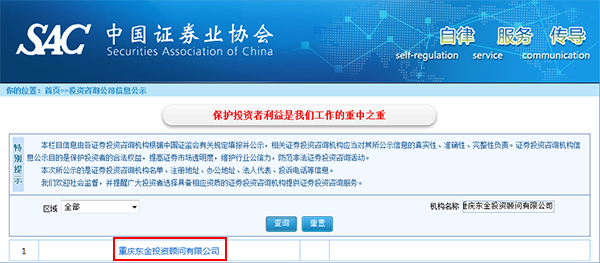 SAC 中国证券业协会
Securities Association of China
自律 服务 传导
self-regulation service communication
你的位置：首页>>投资咨询公司信息公示
保护投资者利益是我们工作的重中之重
特别提示
本栏目信息由各证券投资咨询机构根据中国证监会有关规定填报并公示，相关证券投资咨询机构应当对其所公示信息的真实性、准确性、完整性负责。证券投资咨询机构信
息公示目的是保护投资者的合法权益，提高证券市场透明度，维护行业公信力，防范非法证券投资咨询活动。
本次所公示的是证券投资咨询机构名单、注册地址、办公地址、法人代表、投诉电话等信息。
我们欢迎社会监督，并提醒广大投资者选择具备相应资质的证券投资咨询机构提供证券投资咨询服务。
区域 全部 机构名称 重庆东金投资顾问有限公司
查询 重置
1 重庆东金投资顾问有限公司